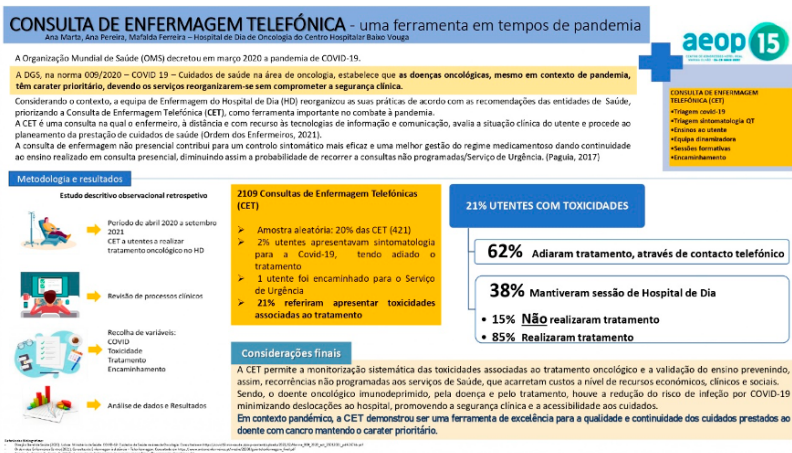 CONSULTA DE ENFERMAGEM TELEFÓNICA - uma ferramenta em tempos de pandemia
Ana Marta, Ana Pereira, Mafalda Ferreira – Hospital de Dia de Oncologia do Centro Hospitalar Baixo Vouga
aeop 15
A Organização Mundial de Saúde (OMS) decretou em março 2020 a pandemia de COVID-19.
A DGS, na norma 009/2020 – COVID 19 – Cuidados de saúde na área de oncologia, estabelece que as doenças oncológicas, mesmo em contexto de pandemia,
têm carater prioritário, devendo os serviços reorganizarem-se sem comprometer a segurança clínica.
Considerando o contexto, a equipa de Enfermagem do Hospital de Dia (HD) reorganizou as suas práticas de acordo com as recomendações das entidades de Saúde,
priorizando a Consulta de Enfermagem Telefónica (CET), como ferramenta importante no combate à pandemia.
A CET é uma consulta na qual o enfermeiro, à distância e com recurso às tecnologias de informação e comunicação, avalia a situação clínica do utente e procede ao
planeamento da prestação de cuidados de saúde (Ordem dos Enfermeiros, 2021).
A consulta de enfermagem não presencial contribui para um controlo sintomático mais eficaz e uma melhor gestão do regime medicamentoso dando continuidade
ao ensino realizado em consulta presencial, diminuindo assim a probabilidade de recorrer a consultas não programadas/Serviço de Urgência. (Paguia, 2017)
CONSULTA DE ENFERMAGEM
TELEFÓNICA (CET)
•Triagem covid-19
•Triagem sintomatologia QT
•Ensinos ao utente
•Equipa dinamizadora
•Sessões formativas
•Encaminhamento
Metodologia e resultados
Estudo descritivo observacional retrospetivo
Período de abril 2020 a setembro
2021
CET a utentes a realizar
tratamento oncológico no HD
Revisão de processos clínicos
Recolha de variáveis:
COVID
Toxicidade
Tratamento
Encaminhamento
Análise de dados e Resultados
2109 Consultas de Enfermagem Telefónicas
(CET)
➢ Amostra aleatória: 20% das CET (421)
➢ 2% utentes apresentavam sintomatologia
para a Covid-19, tendo adiado o
tratamento
➢ 1 utente foi encaminhado para o Serviço
de Urgência
➢ 21% referiram apresentar toxicidades
associadas ao tratamento
21% UTENTES COM TOXICIDADES
62% Adiaram tratamento, através de contacto telefónico
38% Mantiveram sessão de Hospital de Dia
• 15% Não realizaram tratamento
• 85% Realizaram tratamento
Considerações finais
A CET permite a monitorização sistemática das toxicidades associadas ao tratamento oncológico e a validação do ensino prevenindo,
assim, recorrências não programadas aos serviços de Saúde, que acarretam custos a nível de recursos económicos, clínicos e sociais.
Sendo, o doente oncológico imunodeprimido, pela doença e pelo tratamento, houve a redução do risco de infeção por COVID-19
minimizando deslocações ao hospital, promovendo a segurança clínica e a acessibilidade aos cuidados.
Em contexto pandémico, a CET demonstrou ser uma ferramenta de excelência para a qualidade e continuidade dos cuidados prestados ao
doente com cancro mantendo o carater prioritário.